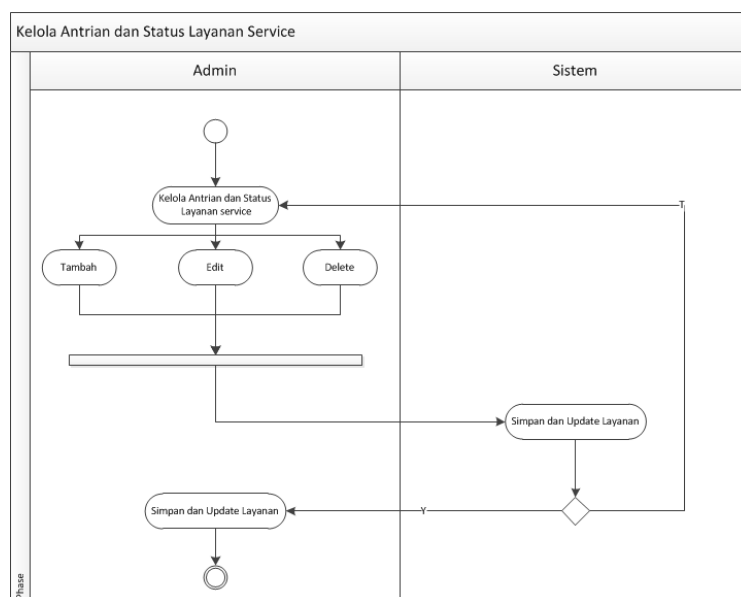 Kelola Antrian dan Status Layanan Service
Admin
Sistem
Kelola Antrian dan Status
Layanan service
T
Tambah
Edit
Delete
Simpan dan Update Layanan
Simpan dan Update Layanan
Y
Phase